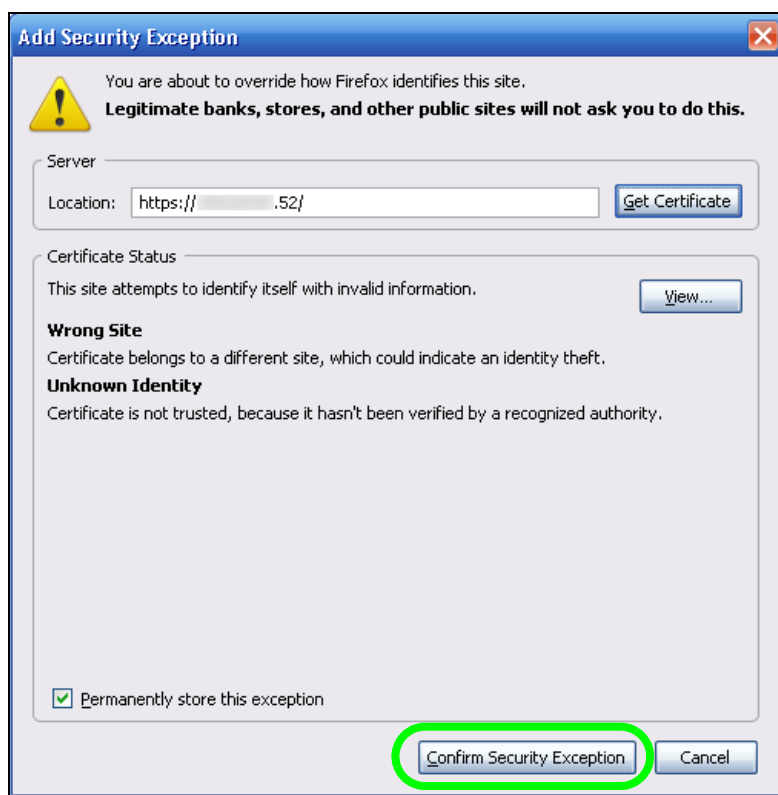 Add Security Exception
You are about to override how Firefox identifies this site.
Legitimate banks, stores, and other public sites will not ask you to do this.
Server
Location: https:// .52/ Get Certificate
Certificate Status
This site attempts to identify itself with invalid information.
View...
Wrong Site
Certificate belongs to a different site, which could indicate an identity theft.
Unknown Identity
Certificate is not trusted, because it hasn't been verified by a recognized authority.
Permanently store this exception
Confirm Security Exception Cancel